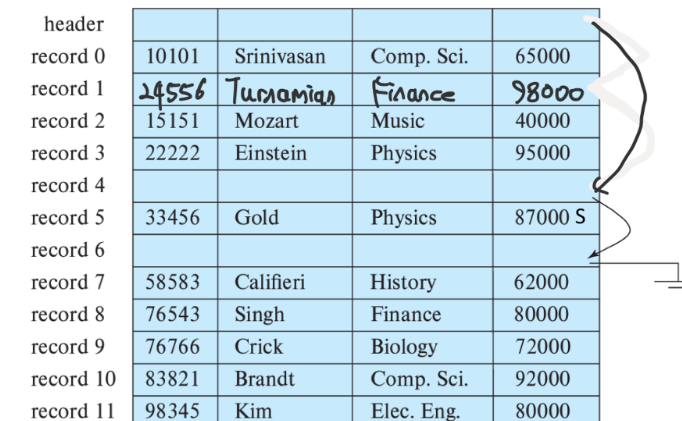 header
record 0 10101 Srinivasan Comp. Sci. 65000
record 1 24556 Turnamian Finance 98000
record 2 15151 Mozart Music 40000
record 3 22222 Einstein Physics 95000
record 4
record 5 33456 Gold Physics 87000 S
record 6
record 7 58583 Califieri History 62000
record 8 76543 Singh Finance 80000
record 9 76766 Crick Biology 72000
record 10 83821 Brandt Comp. Sci. 92000
record 11 98345 Kim Elec. Eng. 80000